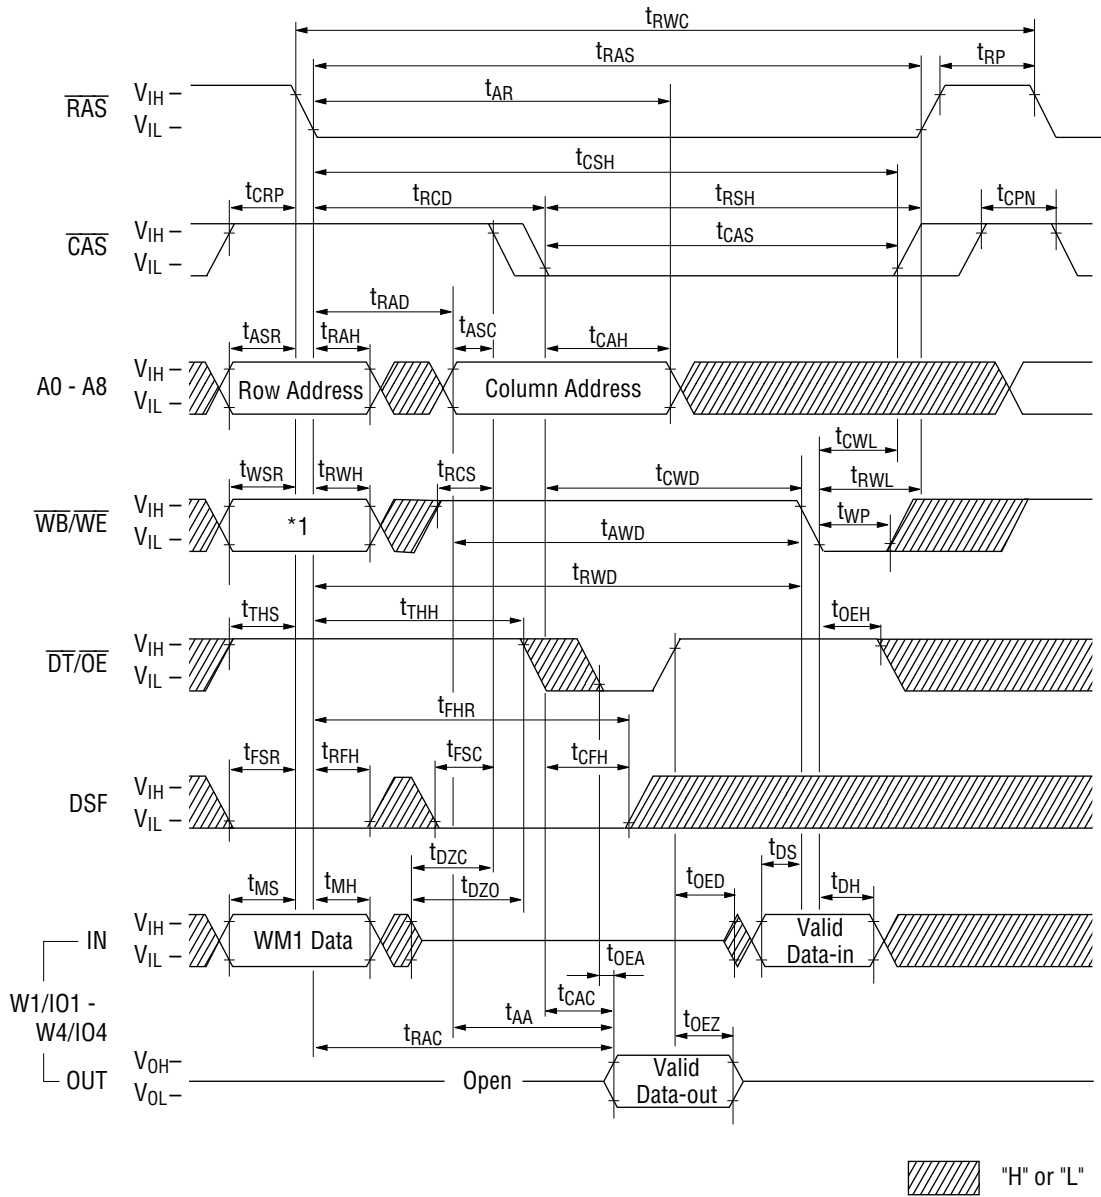 tRWC
tRAS
tRP
tAR
RAS
VIH
VIL
tCSH
tCRP
tRCD
tRSH
tCPN
CAS
VIH
VIL
tCAS
tRAD
tASR
tRAH
tASC
tCAH
A0 - A8
VIH
VIL
Row Address
Column Address
tCWL
tWSR
tRWH
tRCS
tCWD
tRWL
WB/WE
VIH
VIL
*1
tWP
tAWD
tRWD
tTHS
tTHH
tOEH
DT/OE
VIH
VIL
tFHR
tFSR
tRFH
tFSC
tCFH
DSF
VIH
VIL
tDZC
tDS
tMS
tMH
tDZO
tOED
tDH
IN
VIH
VIL
WM1 Data
Valid
Data-in
tOEA
W1/IO1 -
W4/IO4
tCAC
tAA
tOEZ
tRAC
OUT
VOH
VOL
Open
Valid
Data-out
"H" or "L"